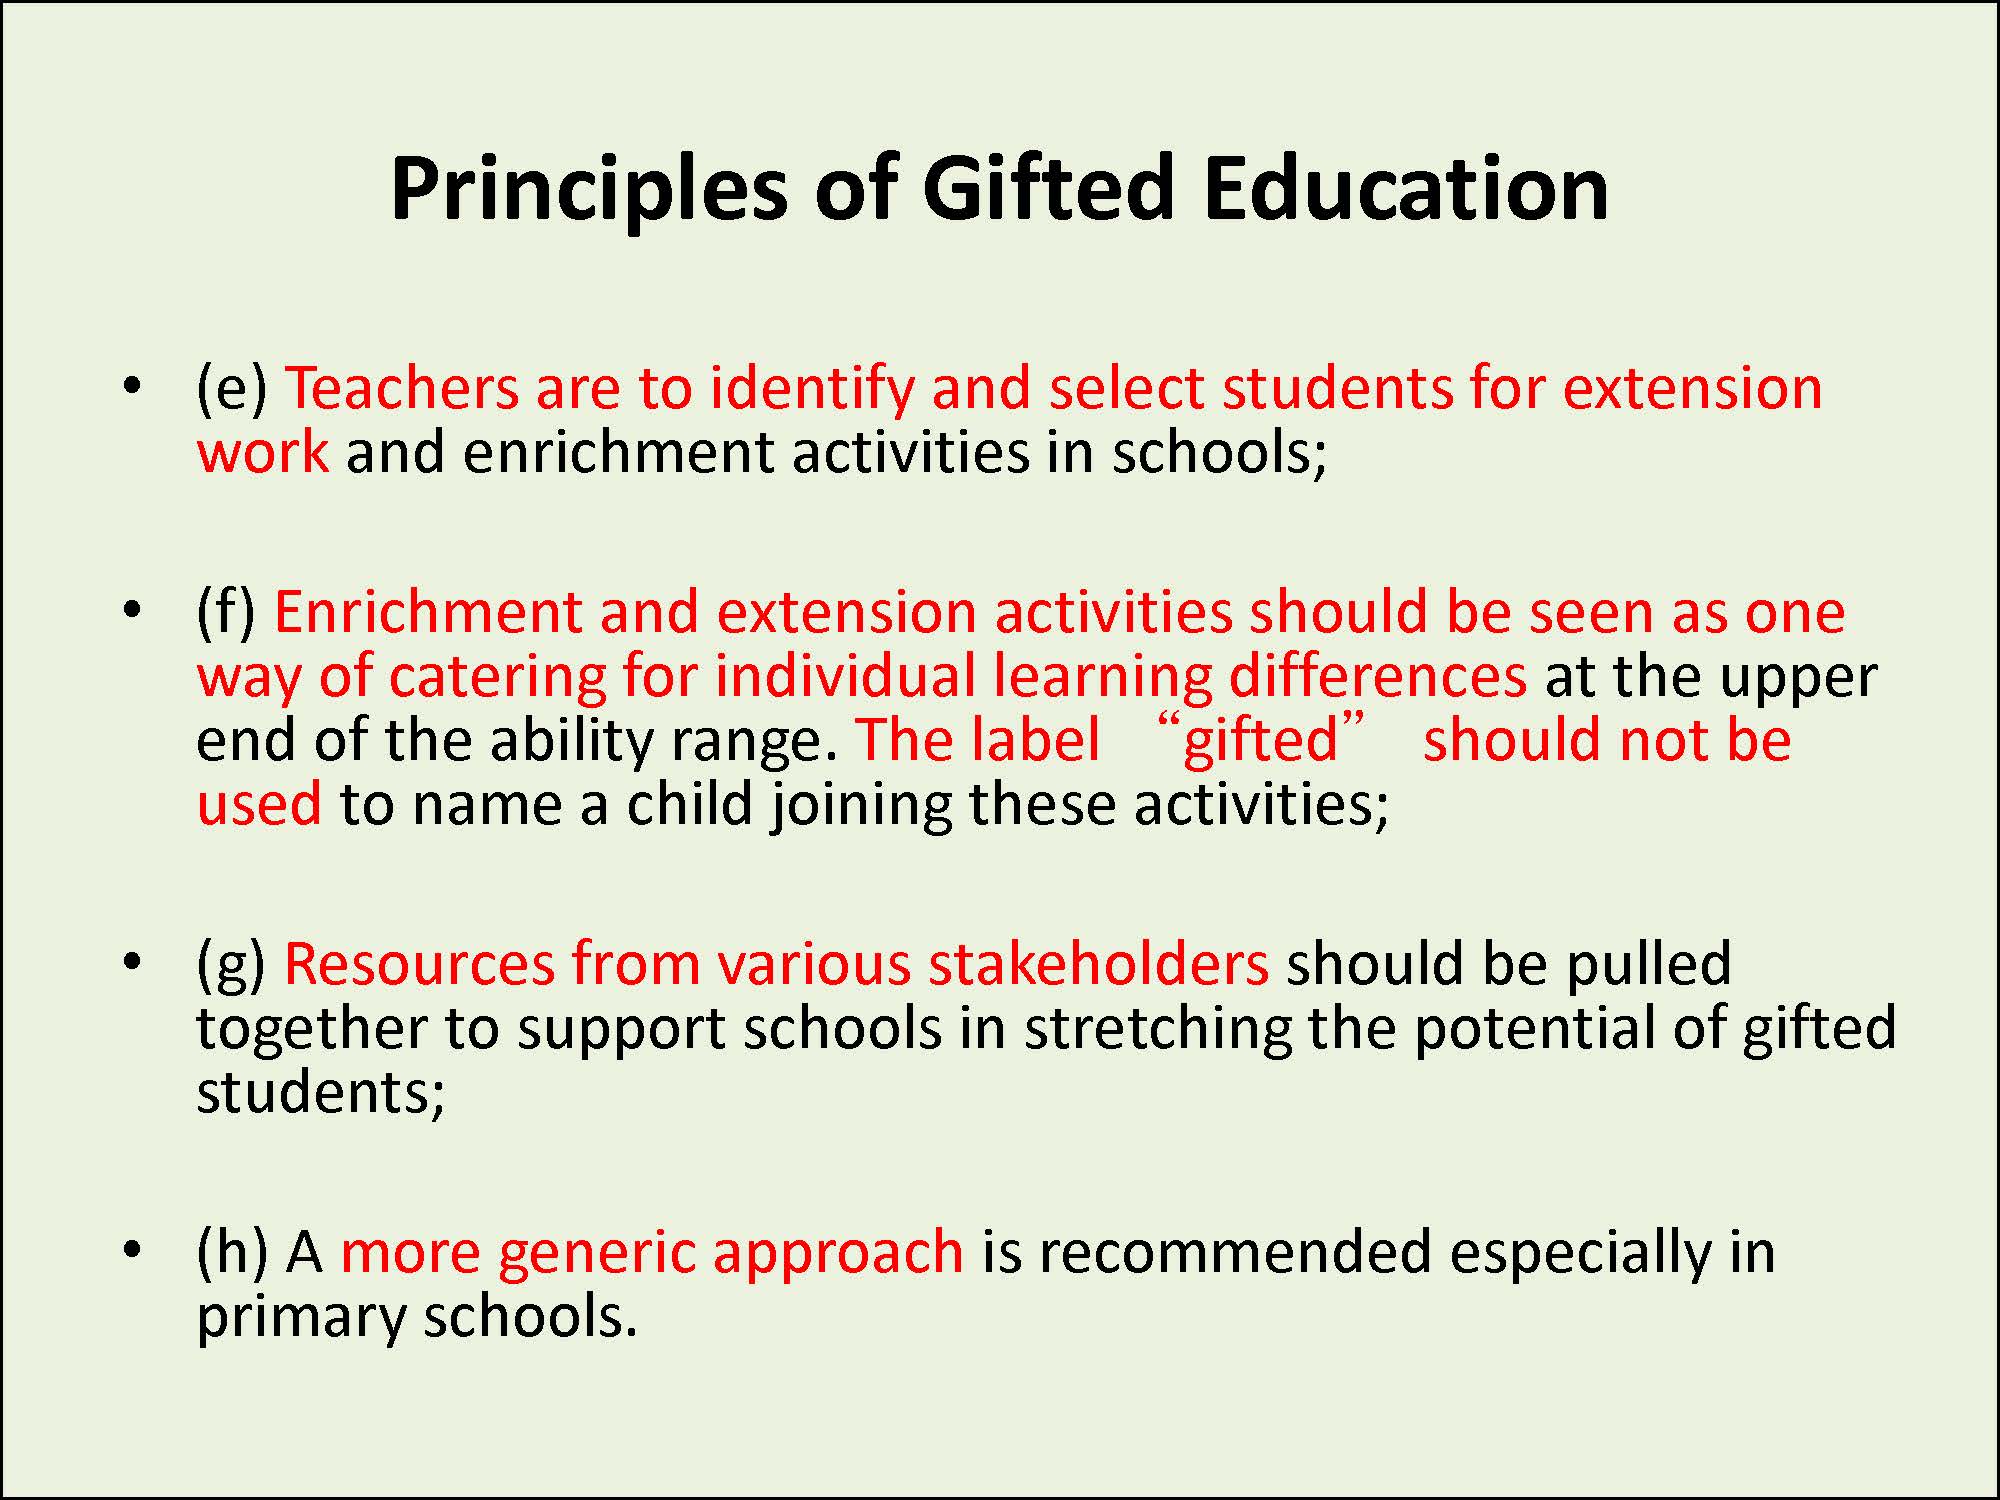 Principles of Gifted Education
• (e) Teachers are to identify and select students for extension
work and enrichment activities in schools;
• (f) Enrichment and extension activities should be seen as one
way of catering for individual learning differences at the upper
end of the ability range. The label “gifted” should not be
used to name a child joining these activities;
• (g) Resources from various stakeholders should be pulled
together to support schools in stretching the potential of gifted
students;
• (h) A more generic approach is recommended especially in
primary schools.